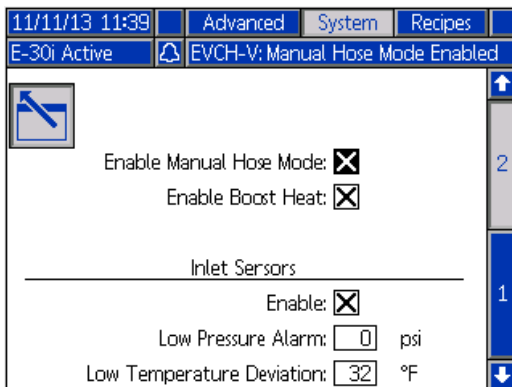 11/11/13 11:39 Advanced System Recipes
E-30i Active EVCH-V: Manual Hose Mode Enabled
Enable Manual Hose Mode:
2
Enable Boost Heat:
Inlet Sensors
Enable:
1
Low Pressure Alarm: 0 psi
Low Temperature Deviation: 32 °F